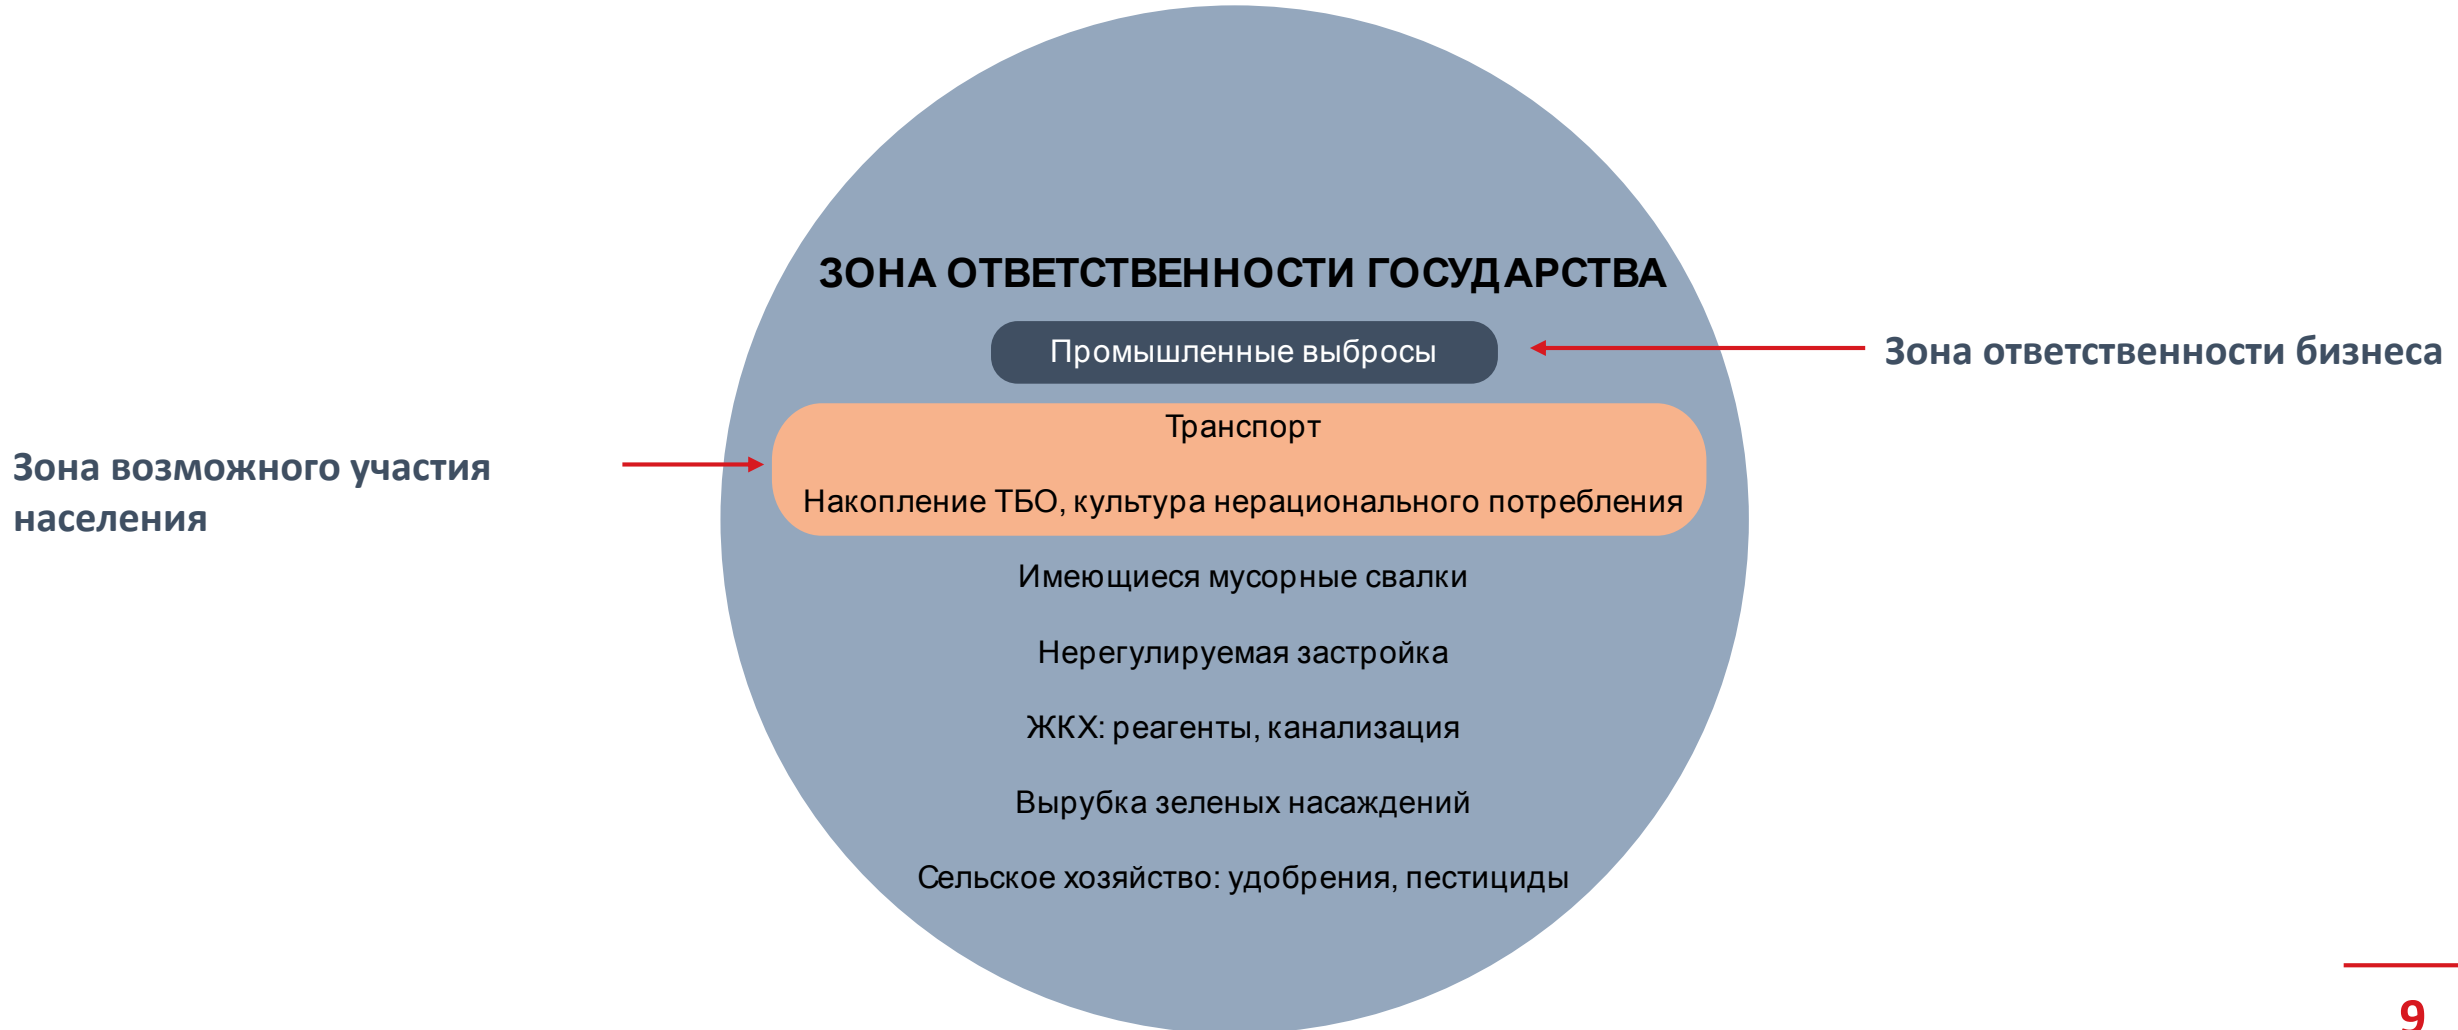 ЗОНА ОТВЕТСТВЕННОСТИ ГОСУДАРСТВА
Промышленные выбросы
Зона ответственности бизнеса
Транспорт
Зона возможного участия
населения
Накопление ТБО, культура нерационального потребления
Имеющиеся мусорные свалки
Нерегулируемая застройка
ЖКХ: реагенты, канализация
Вырубка зеленых насаждений
Сельское хозяйство: удобрения, пестициды
9